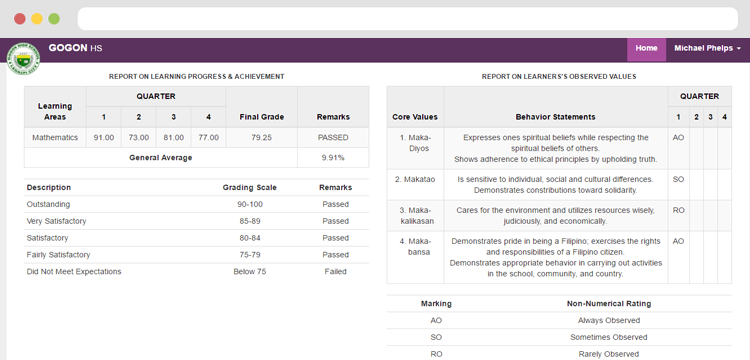 GOGON HS
Home
Michael Phelps
REPORT ON LEARNING PROGRESS & ACHIEVEMENT
Learning Areas QUARTER Final Grade Remarks
1 2 3 4
Mathematics 91.00 73.00 81.00 77.00 79.25 PASSED
General Average 9.91%
Description Grading Scale Remarks
Outstanding 90-100 Passed
Very Satisfactory 85-89 Passed
Satisfactory 80-84 Passed
Fairly Satisfactory 75-79 Passed
Did Not Meet Expectations Below 75 Failed
REPORT ON LEARNERS'S OBSERVED VALUES
Core Values Behavior Statements QUARTER
1 2 3 4
1. Maka-
Diyos
Expresses ones spiritual beliefs while respecting the
spiritual beliefs of others.
Shows adherence to ethical principles by upholding truth.
AO
2. Makatao
Is sensitive to individual, social and cultural differences.
Demonstrates contributions toward solidarity.
SO
3. Maka-
kalikasan
Cares for the environment and utilizes resources wisely,
judiciously, and economically.
RO
4. Maka-
bansa
Demonstrates pride in being a Filipino; exercises the rights
and responsibilities of a Filipino citizen.
Demonstrates appropriate behavior in carrying out activities
in the school, community, and country.
AO
Marking Non-Numerical Rating
AO Always Observed
SO Sometimes Observed
RO Rarely Observed